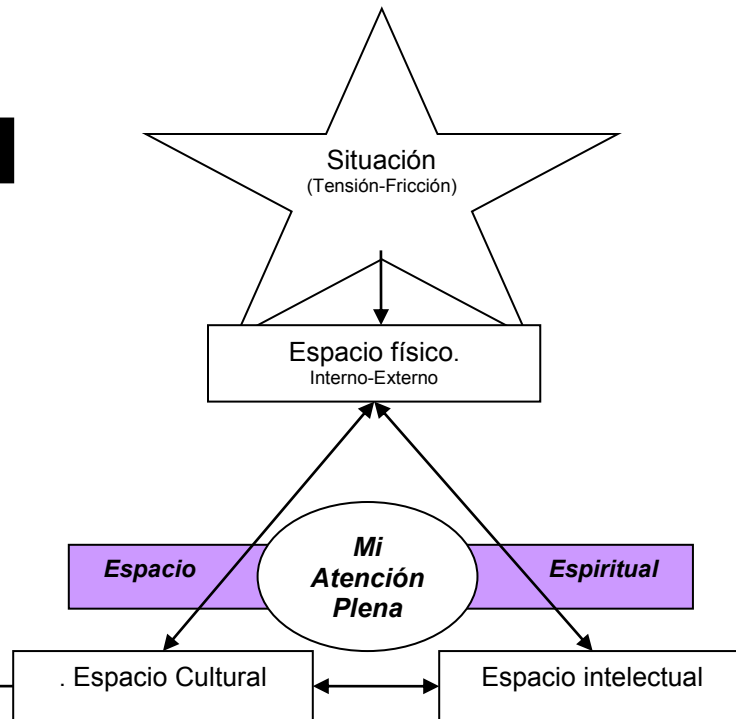 Situación
(Tensión-Fricción)
Espacio físico.
Interno-Externo
Espacio
Mi
Atención
Plena
Espiritual
. Espacio Cultural
Espacio intelectual